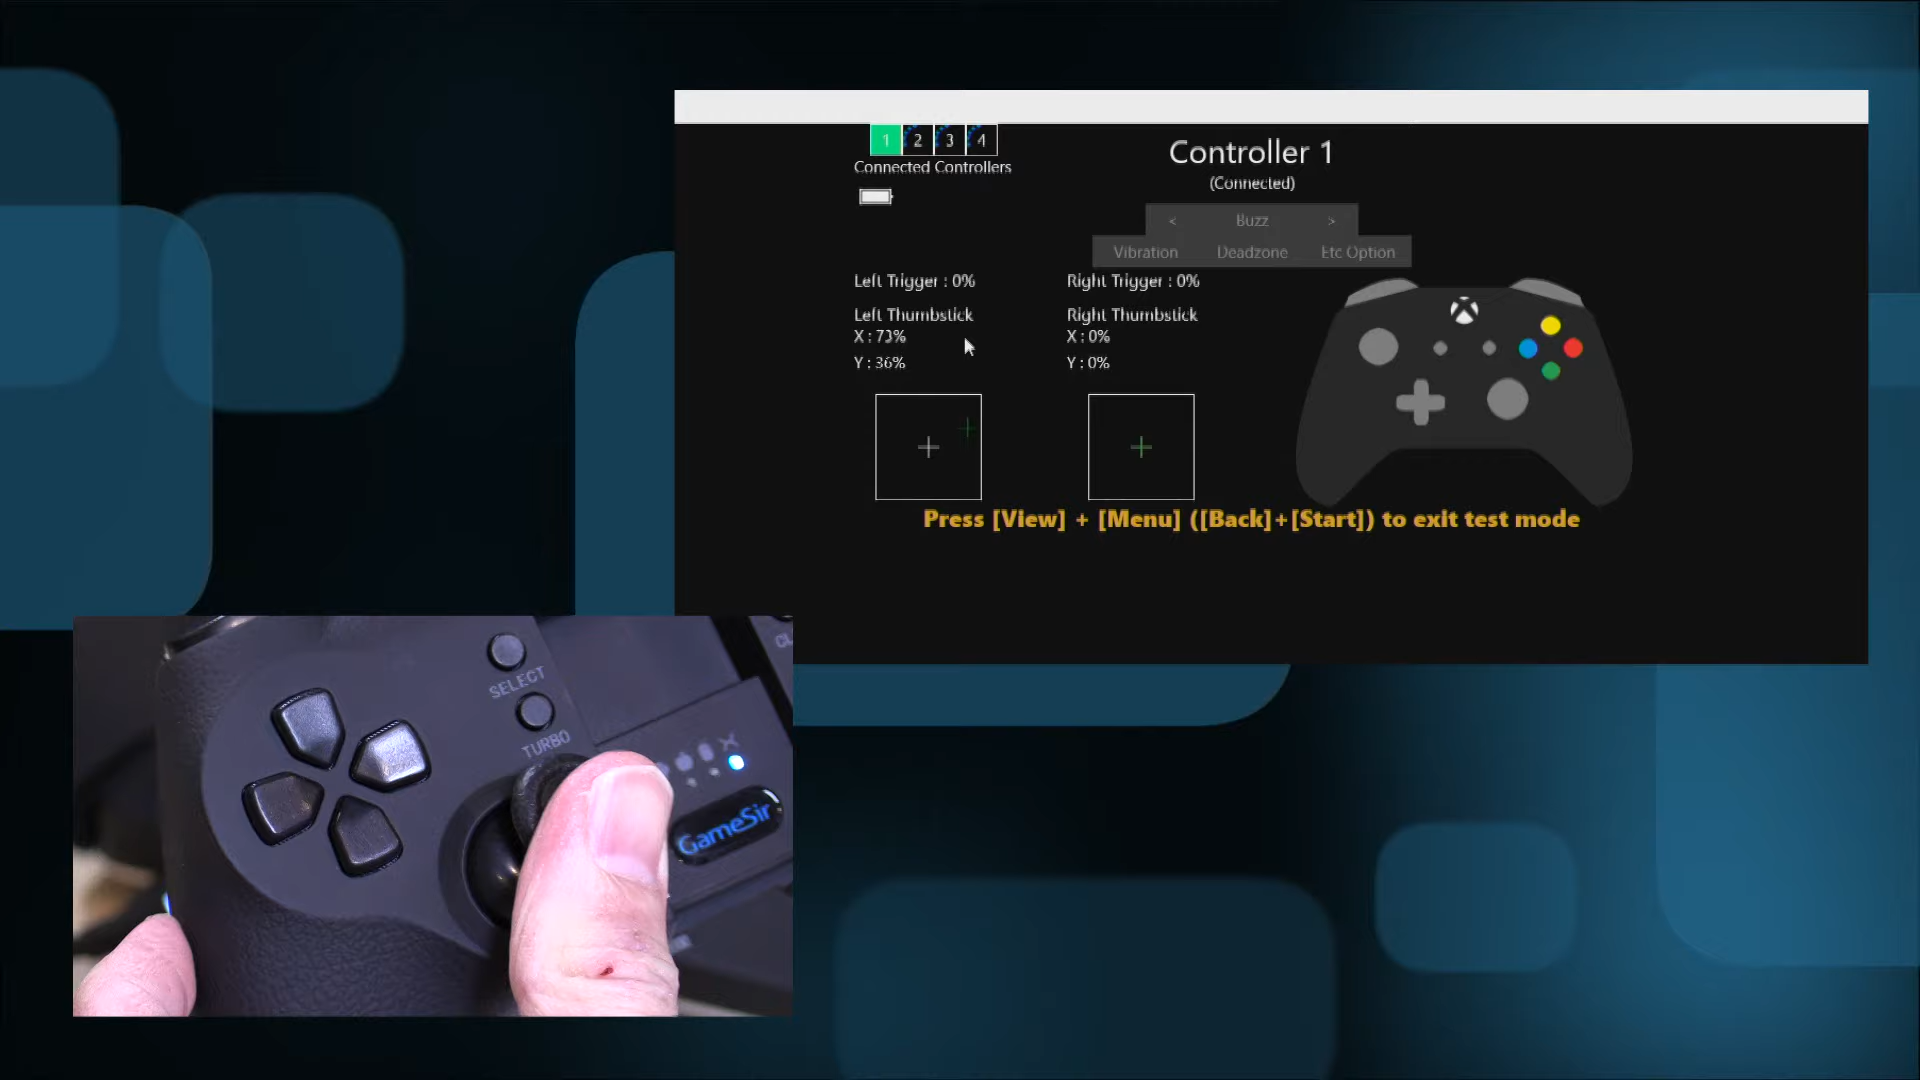 1 2 3 4
Connected Controllers
Controller 1
(Connected)
< Buzz >
Vibration Deadzone Etc Option
Left Trigger : 0% Right Trigger : 0%
Left Thumbstick Right Thumbstick
X : 73% X : 0%
Y : 36% Y : 0%
Press [View] + [Menu] ([Back]+[Start]) to exit test mode
SELECT
TURBO
GameSir